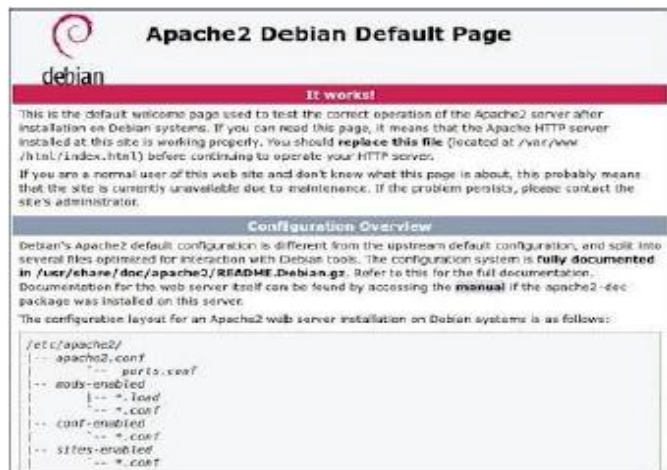 debian
Apache2 Debian Default Page
It works!
This is the default welcome page used to test the correct operation of the Apache2 server after
installation on Debian systems. If you can read this page, it means that the Apache HTTP server
installed at this site is working properly. You should replace this file (located at /var/www
/html/index.html) before continuing to operate your HTTP server.
If you are a normal user of this web site and don't know what this page is about, this probably means
that the site is currently unavailable due to maintenance. If the problem persists, please contact the
site's administrator.
Configuration Overview
Debian's Apache2 default configuration is different from the upstream default configuration, and split into
several files optimized for interaction with Debian tools. The configuration system is fully documented
in /usr/share/doc/apache2/README.Debian.gz. Refer to this for the full documentation.
Documentation for the web server itself can be found by accessing the manual if the apache2-doc
package was installed on this server.
The configuration layout for an Apache2 web server installation on Debian systems is as follows:
/etc/apache2/
|-- apache2.conf
|       `-- ports.conf
|-- mods-enabled
|       |-- *.load
|       `-- *.conf
|-- conf-enabled
|       `-- *.conf
|-- sites-enabled
|       `-- *.conf